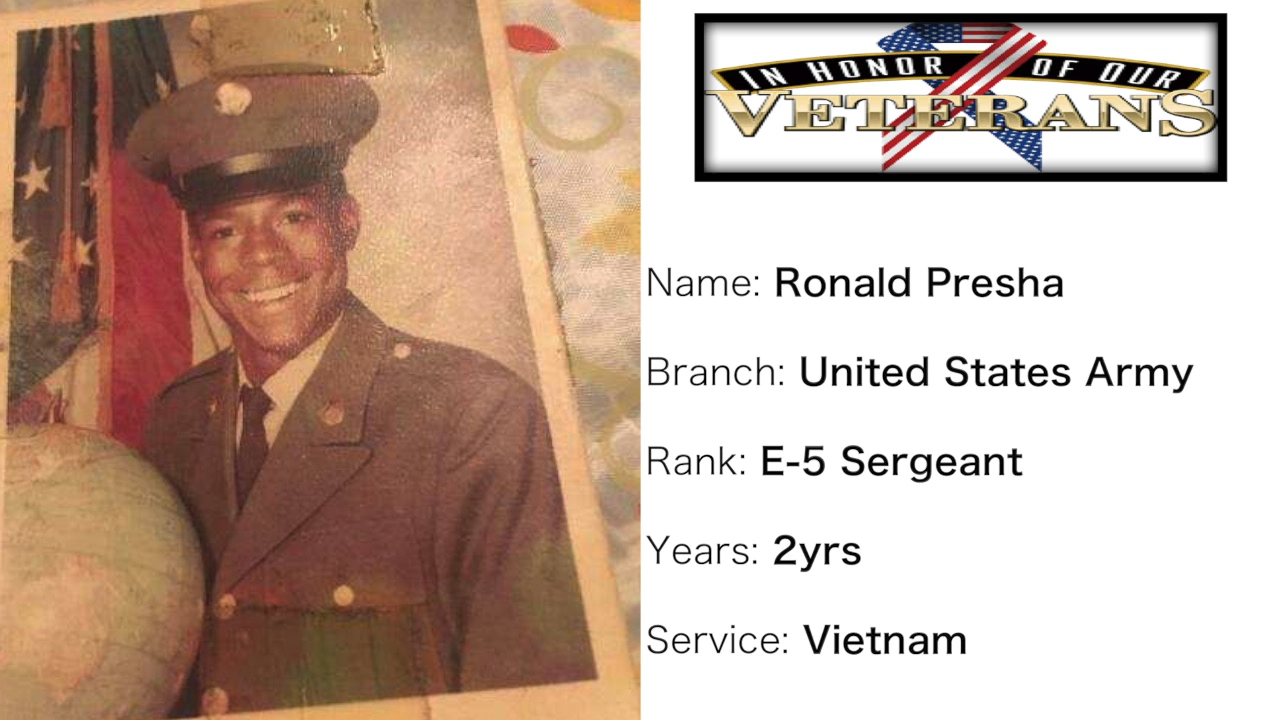 IN HONOR OF OUR
VETERANS
Name: Ronald Presha
Branch: United States Army
Rank: E-5 Sergeant
Years: 2yrs
Service: Vietnam